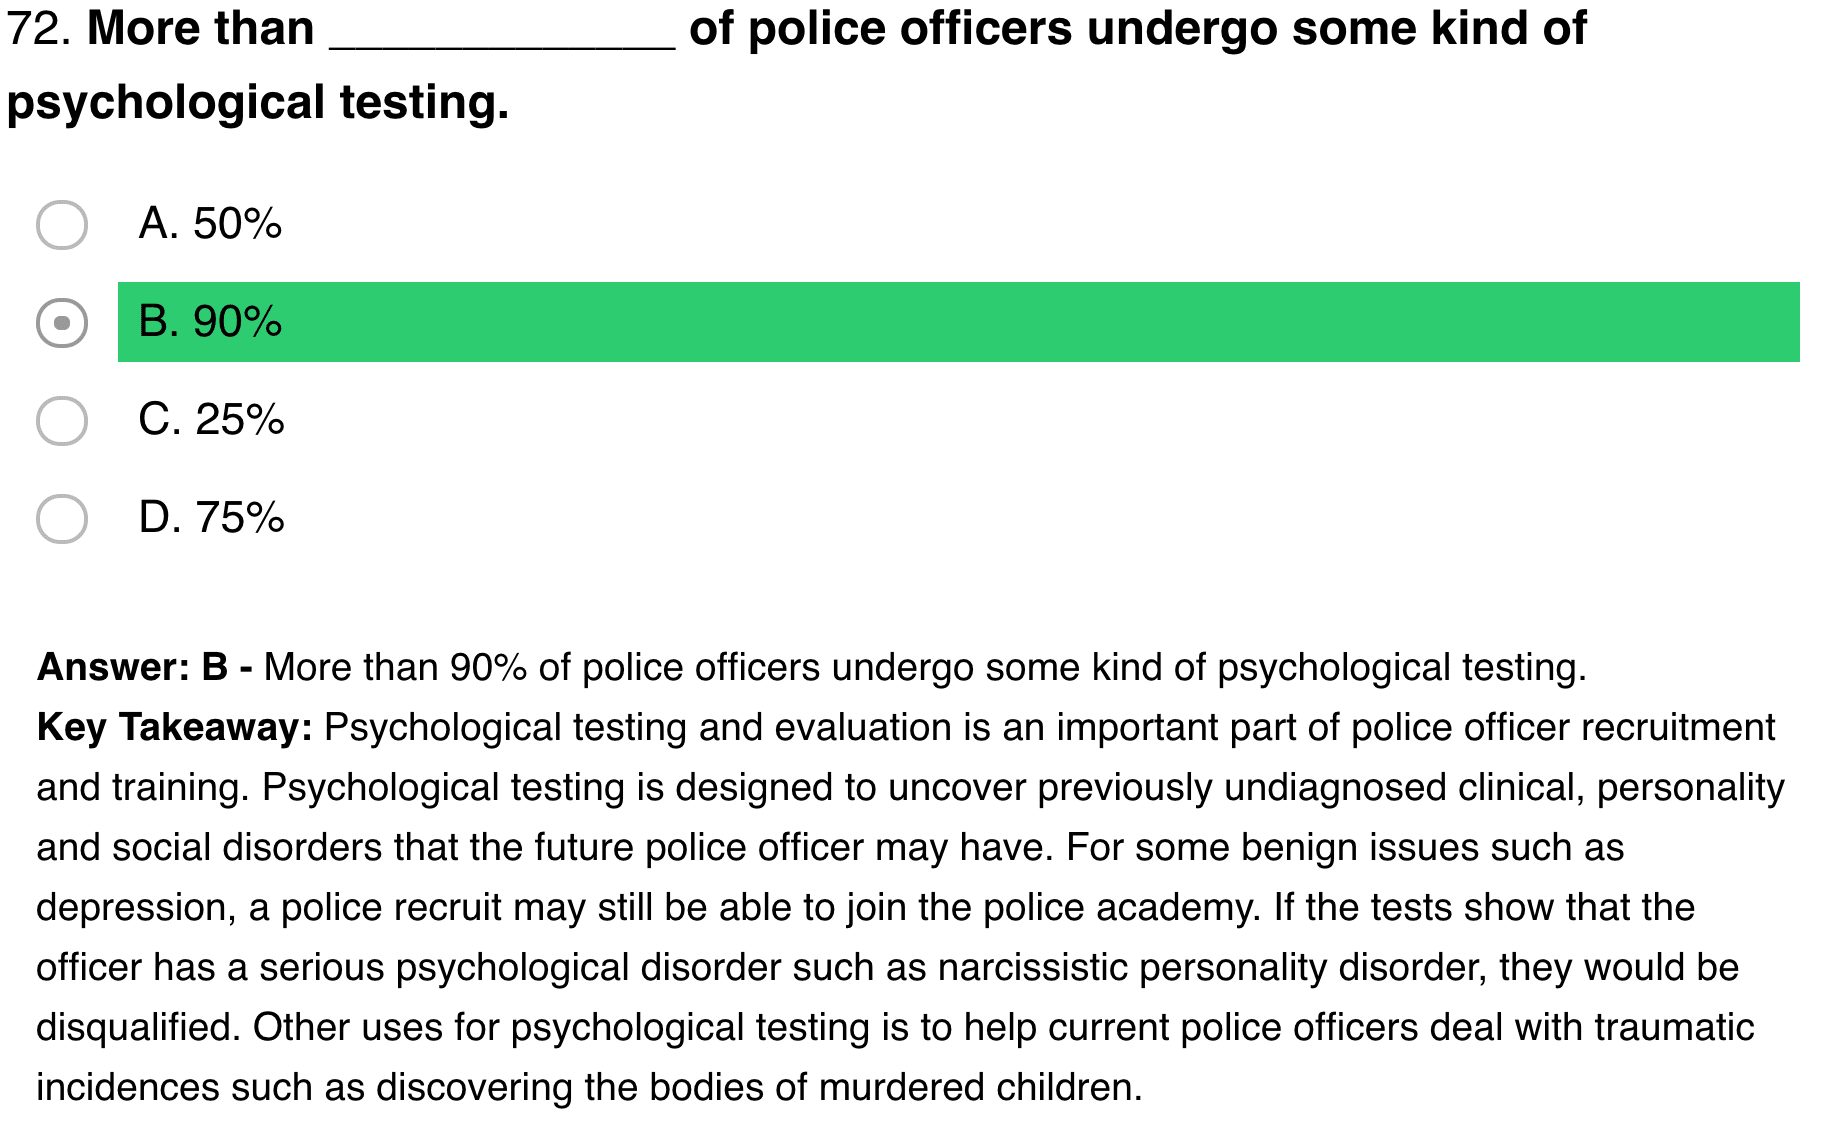 72. More than _____________ of police officers undergo some kind of
psychological testing.
A. 50%
B. 90%
C. 25%
D. 75%
Answer: B - More than 90% of police officers undergo some kind of psychological testing.
Key Takeaway: Psychological testing and evaluation is an important part of police officer recruitment
and training. Psychological testing is designed to uncover previously undiagnosed clinical, personality
and social disorders that the future police officer may have. For some benign issues such as
depression, a police recruit may still be able to join the police academy. If the tests show that the
officer has a serious psychological disorder such as narcissistic personality disorder, they would be
disqualified. Other uses for psychological testing is to help current police officers deal with traumatic
incidences such as discovering the bodies of murdered children.